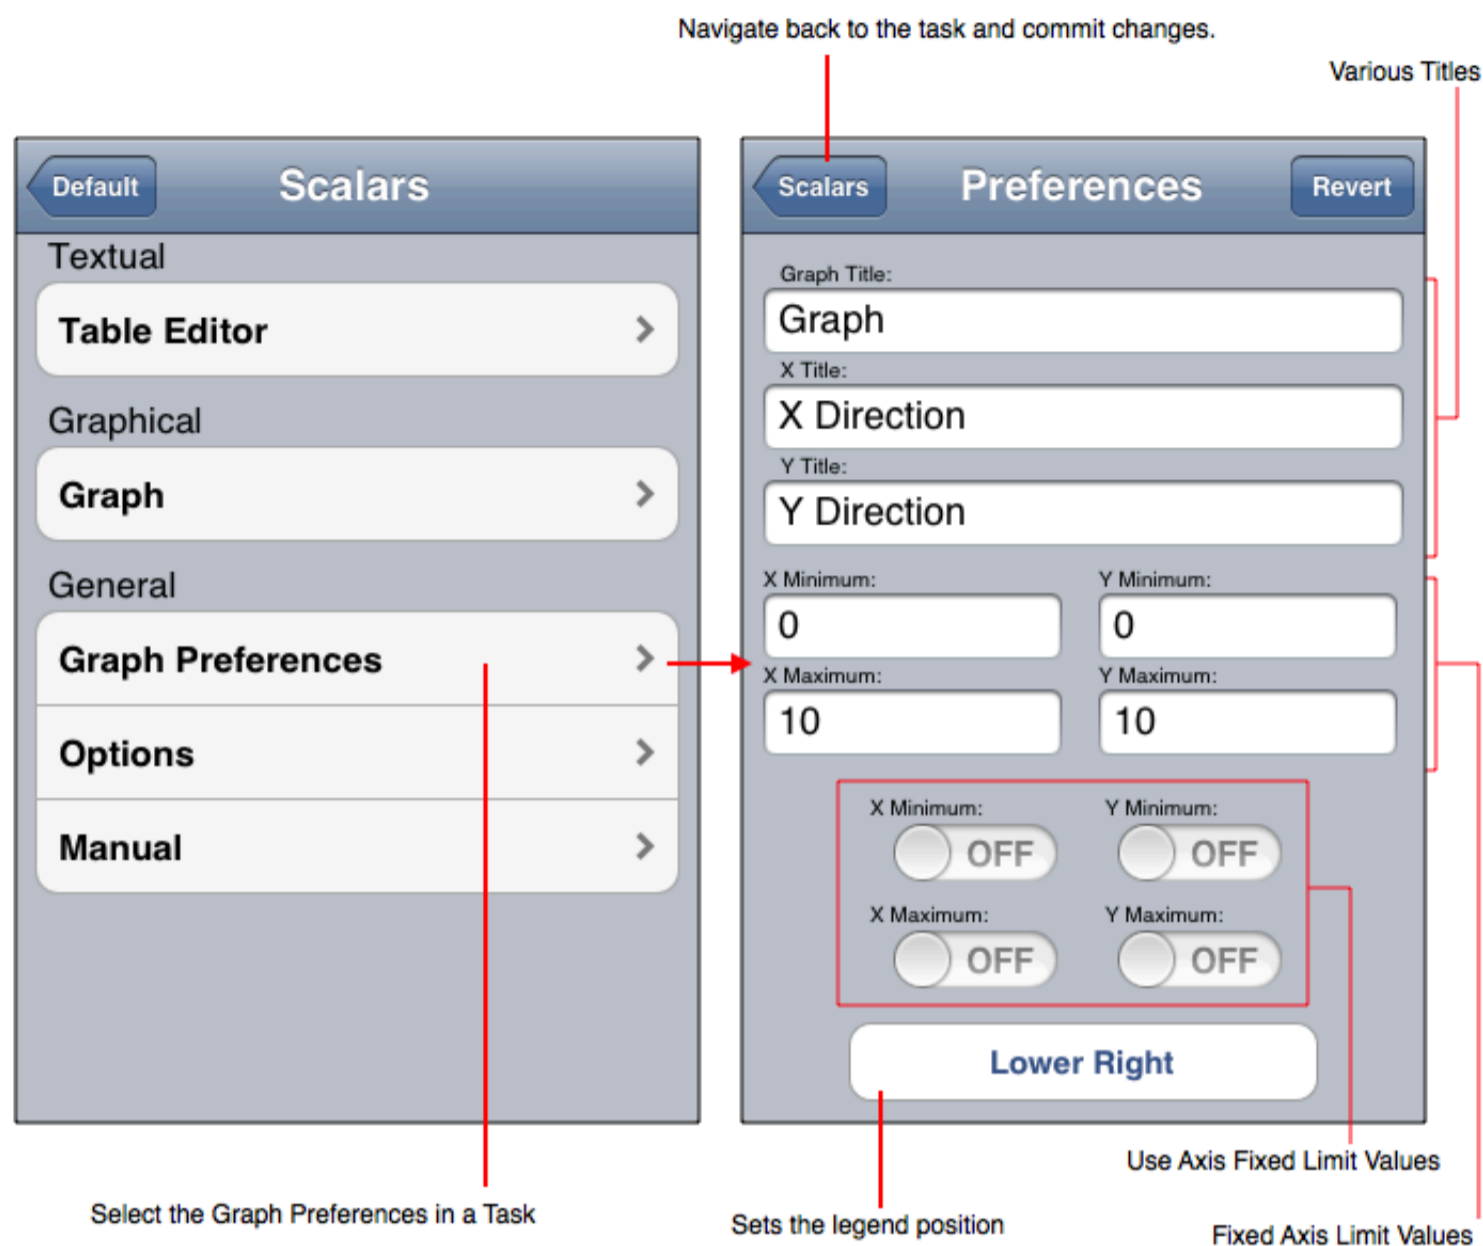 Navigate back to the task and commit changes.
Various Titles
Default
Scalars
Textual
Table Editor
Graphical
Graph
General
Graph Preferences
Options
Manual
Select the Graph Preferences in a Task
Scalars
Preferences
Revert
Graph Title:
Graph
X Title:
X Direction
Y Title:
Y Direction
X Minimum: Y Minimum:
0 0
X Maximum: Y Maximum:
10 10
X Minimum: Y Minimum:
OFF OFF
X Maximum: Y Maximum:
OFF OFF
Lower Right
Use Axis Fixed Limit Values
Sets the legend position
Fixed Axis Limit Values